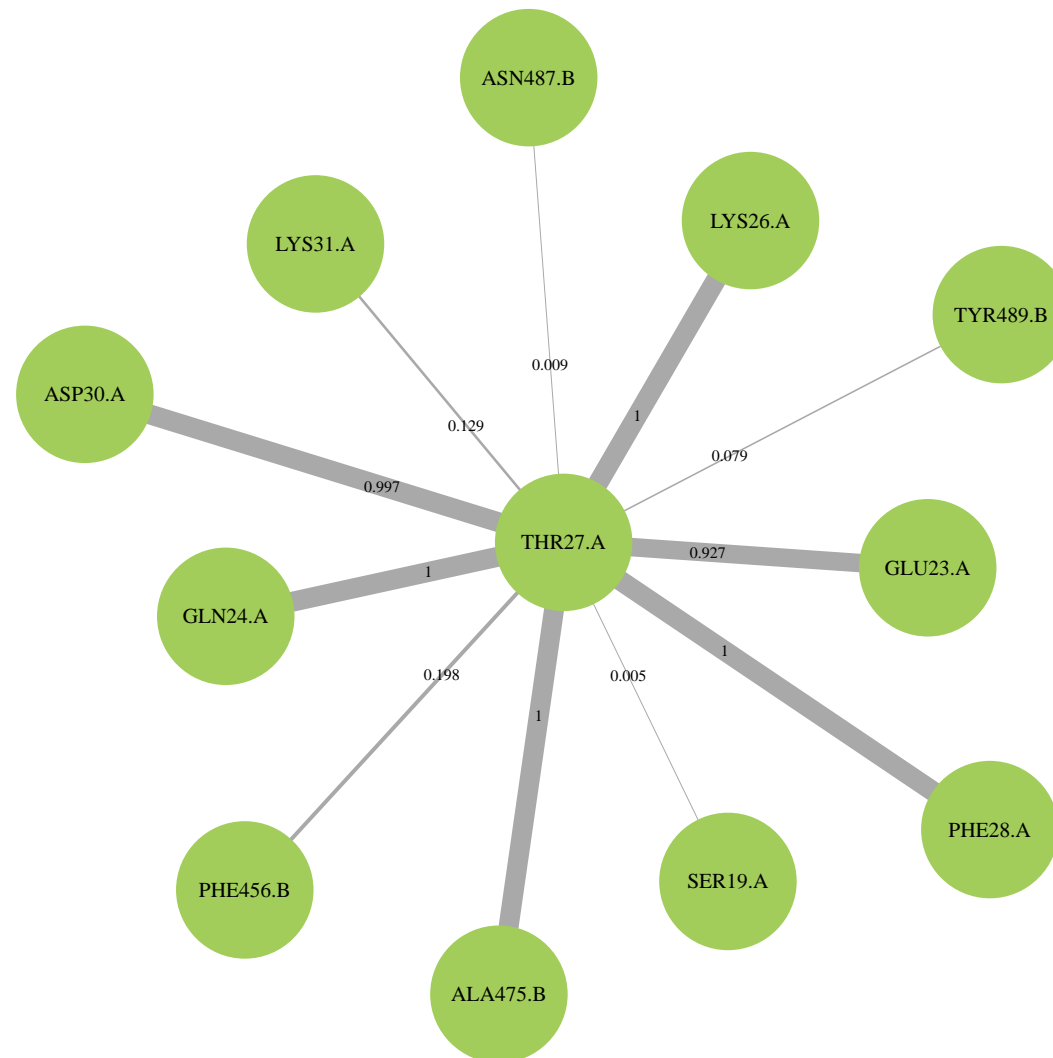 ASN487.B
LYS26.A
LYS31.A
TYR489.B
0.009
ASP30.A
1
0.129
0.079
0.997
THR27.A
0.927
GLU23.A
1
GLN24.A
1
0.198
0.005
1
PHE28.A
SER19.A
PHE456.B
ALA475.B